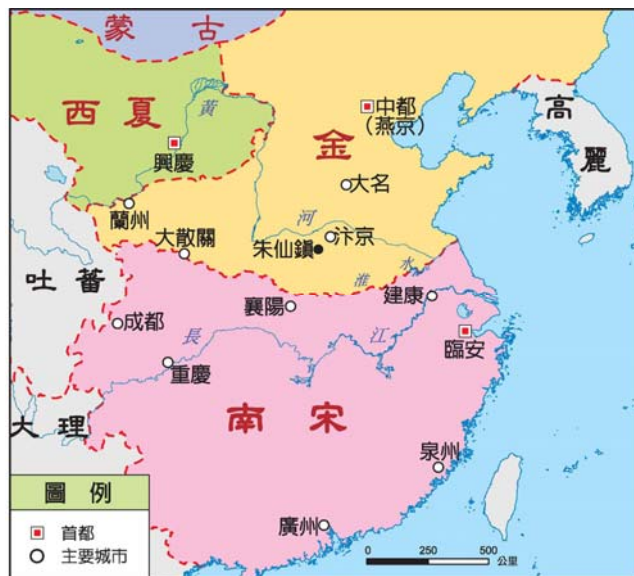 蒙 古
西 夏
黃
興慶
蘭州
中都
(燕京)
金
大名
高
麗
河
汴京
朱仙鎮
大散關
吐 蕃
淮 水
襄陽
建康
成都
長 江
臨安
重慶
大 理
南 宋
泉州
廣州
圖 例
首都
主要城市
0 250 500 公里